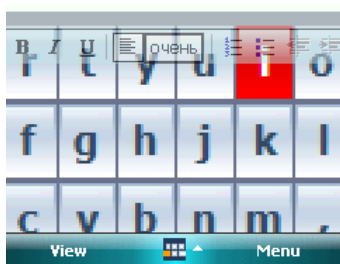 B I U очень
r t y u i o
f g h j k l
c v b n m ,
View Menu